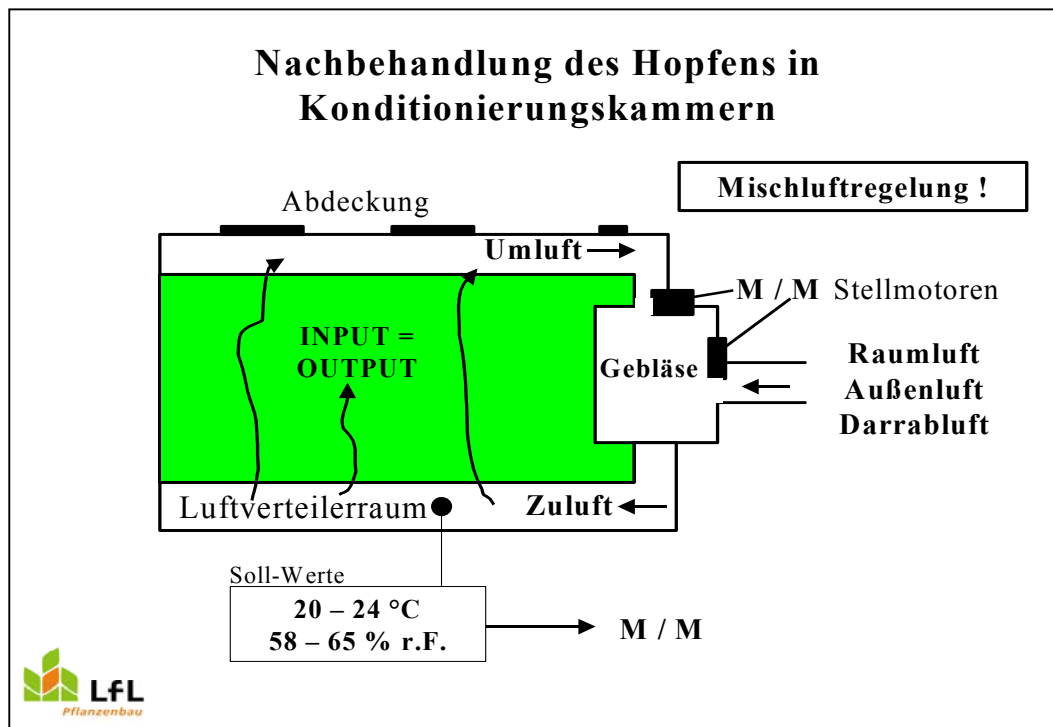 Nachbehandlung des Hopfens in
Konditionierungskammern
Mischluftregelung !
Abdeckung
Umluft
M / M Stellmotoren
INPUT =
OUTPUT
Gebläse
Raumluft
Außenluft
Darrabluft
Luftverteilerraum
Zuluft
Soll-Werte
20 – 24 °C
58 – 65 % r.F.
M / M
LfL
Pflanzenbau